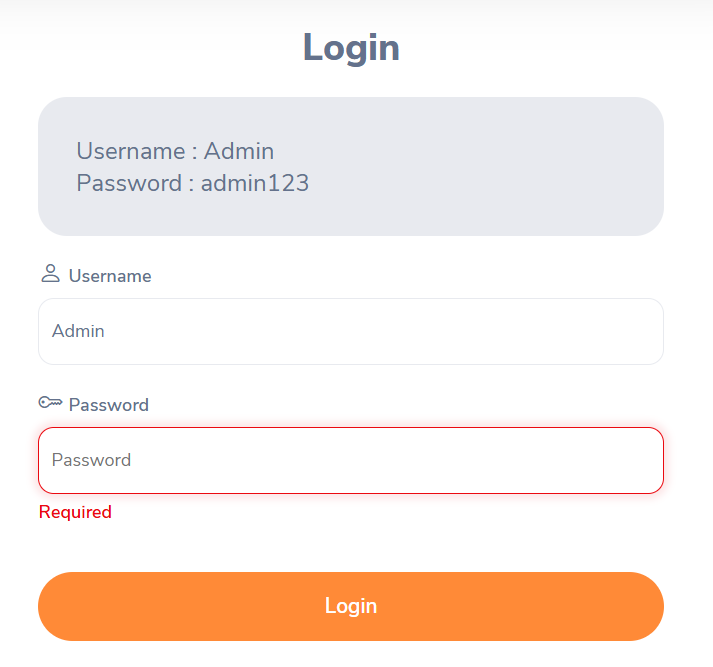 Login
Username : Admin
Password : admin123
Username
Admin
Password
Password
Required
Login